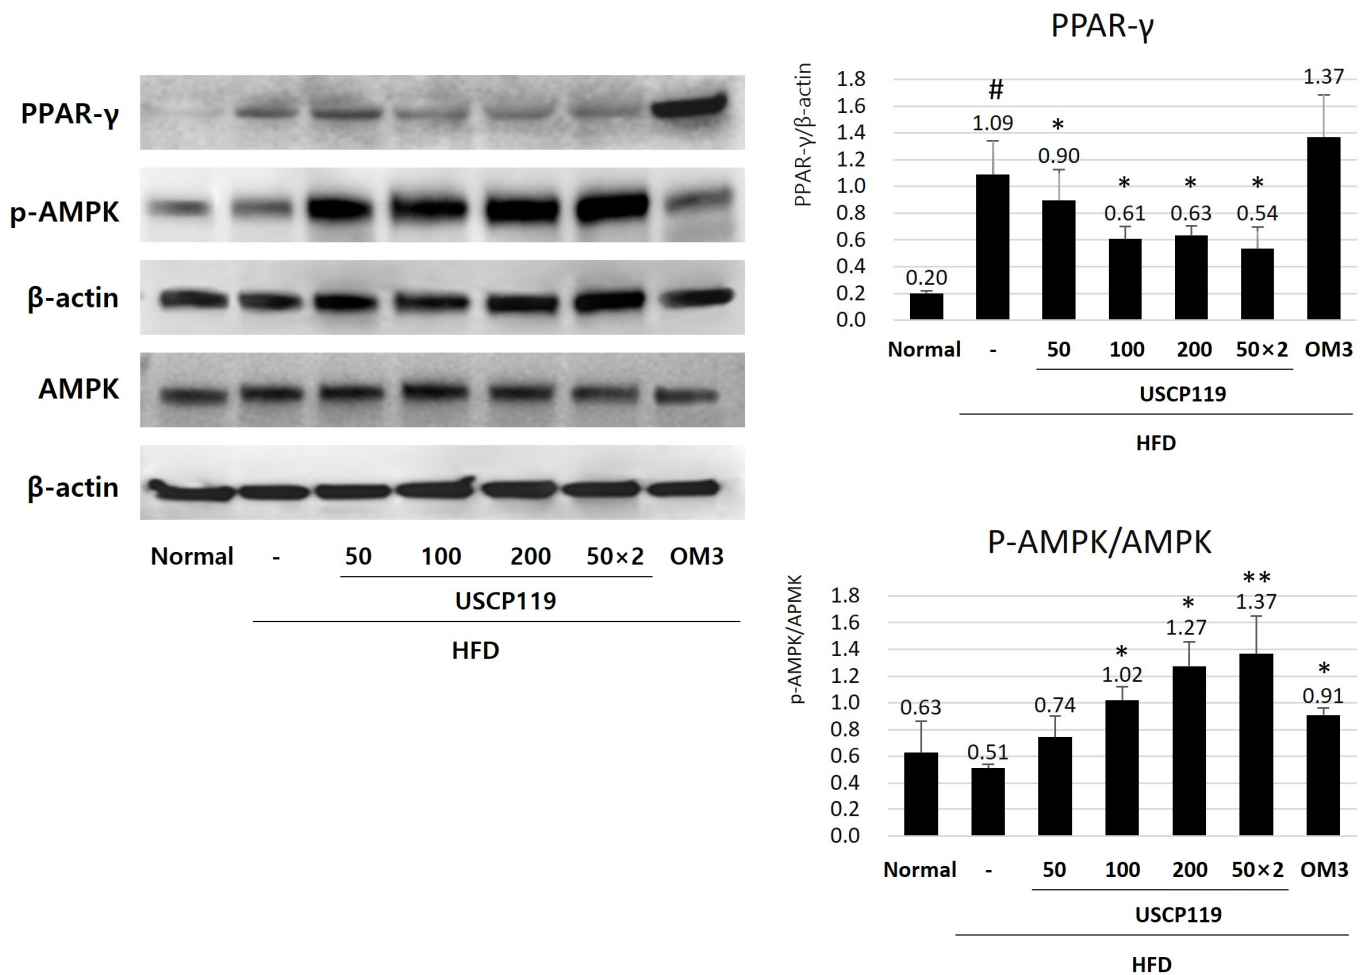 PPAR-γ
p-AMPK
β-actin
AMPK
β-actin
Normal - 50 100 200 50×2 OM3
USCP119
HFD
PPAR-γ
PPAR-γ/β-actin
1.8
1.6
1.4
1.2
1.0
0.8
0.6
0.4
0.2
0.0
0.20
#
1.09
*
0.90
*
0.61
*
0.63
*
0.54
1.37
Normal - 50 100 200 50×2 OM3
USCP119
HFD
P-AMPK/AMPK
p-AMPK/APMK
1.8
1.6
1.4
1.2
1.0
0.8
0.6
0.4
0.2
0.0
0.63
0.51
0.74
*
1.02
*
1.27
**
1.37
*
0.91
Normal - 50 100 200 50×2 OM3
USCP119
HFD